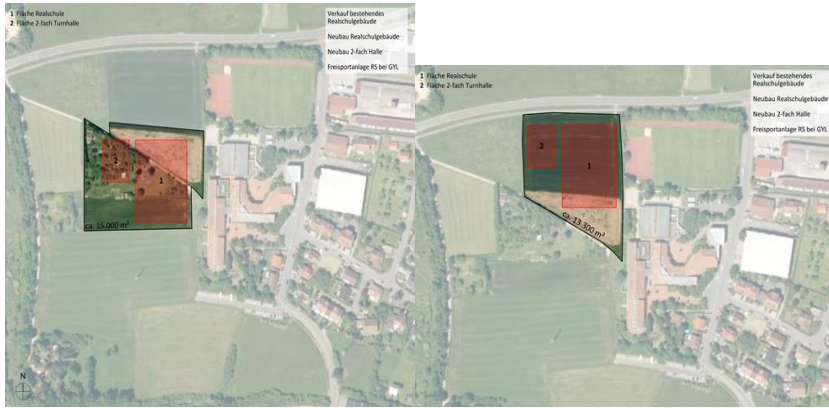 1 Fläche Realschule
2 Fläche 2-fach Turnhalle
Verkauf bestehendes
Realschulgebäude
Neubau Realschulgebäude
Neubau 2-fach Halle
Freisportanlage RS bei GYL
2
1
ca. 15.000 m²
N
1 Fläche Realschule
2 Fläche 2-fach Turnhalle
Verkauf bestehendes
Realschulgebäude
Neubau Realschulgebäude
Neubau 2-fach Halle
Freisportanlage RS bei GYL
2
1
ca. 13.300 m²